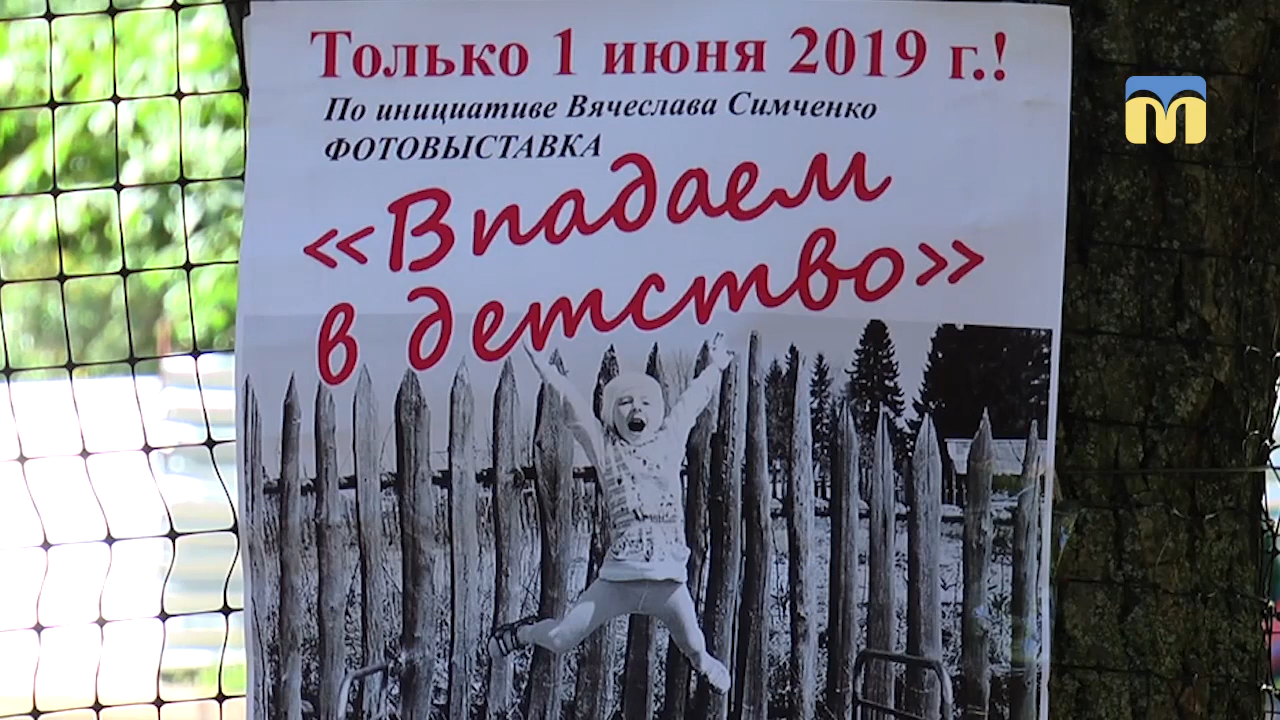 Только 1 июня 2019 г.!
По инициативе Вячеслава Симченко
ФОТОВЫСТАВКА
«Впадаем
в детство»
m